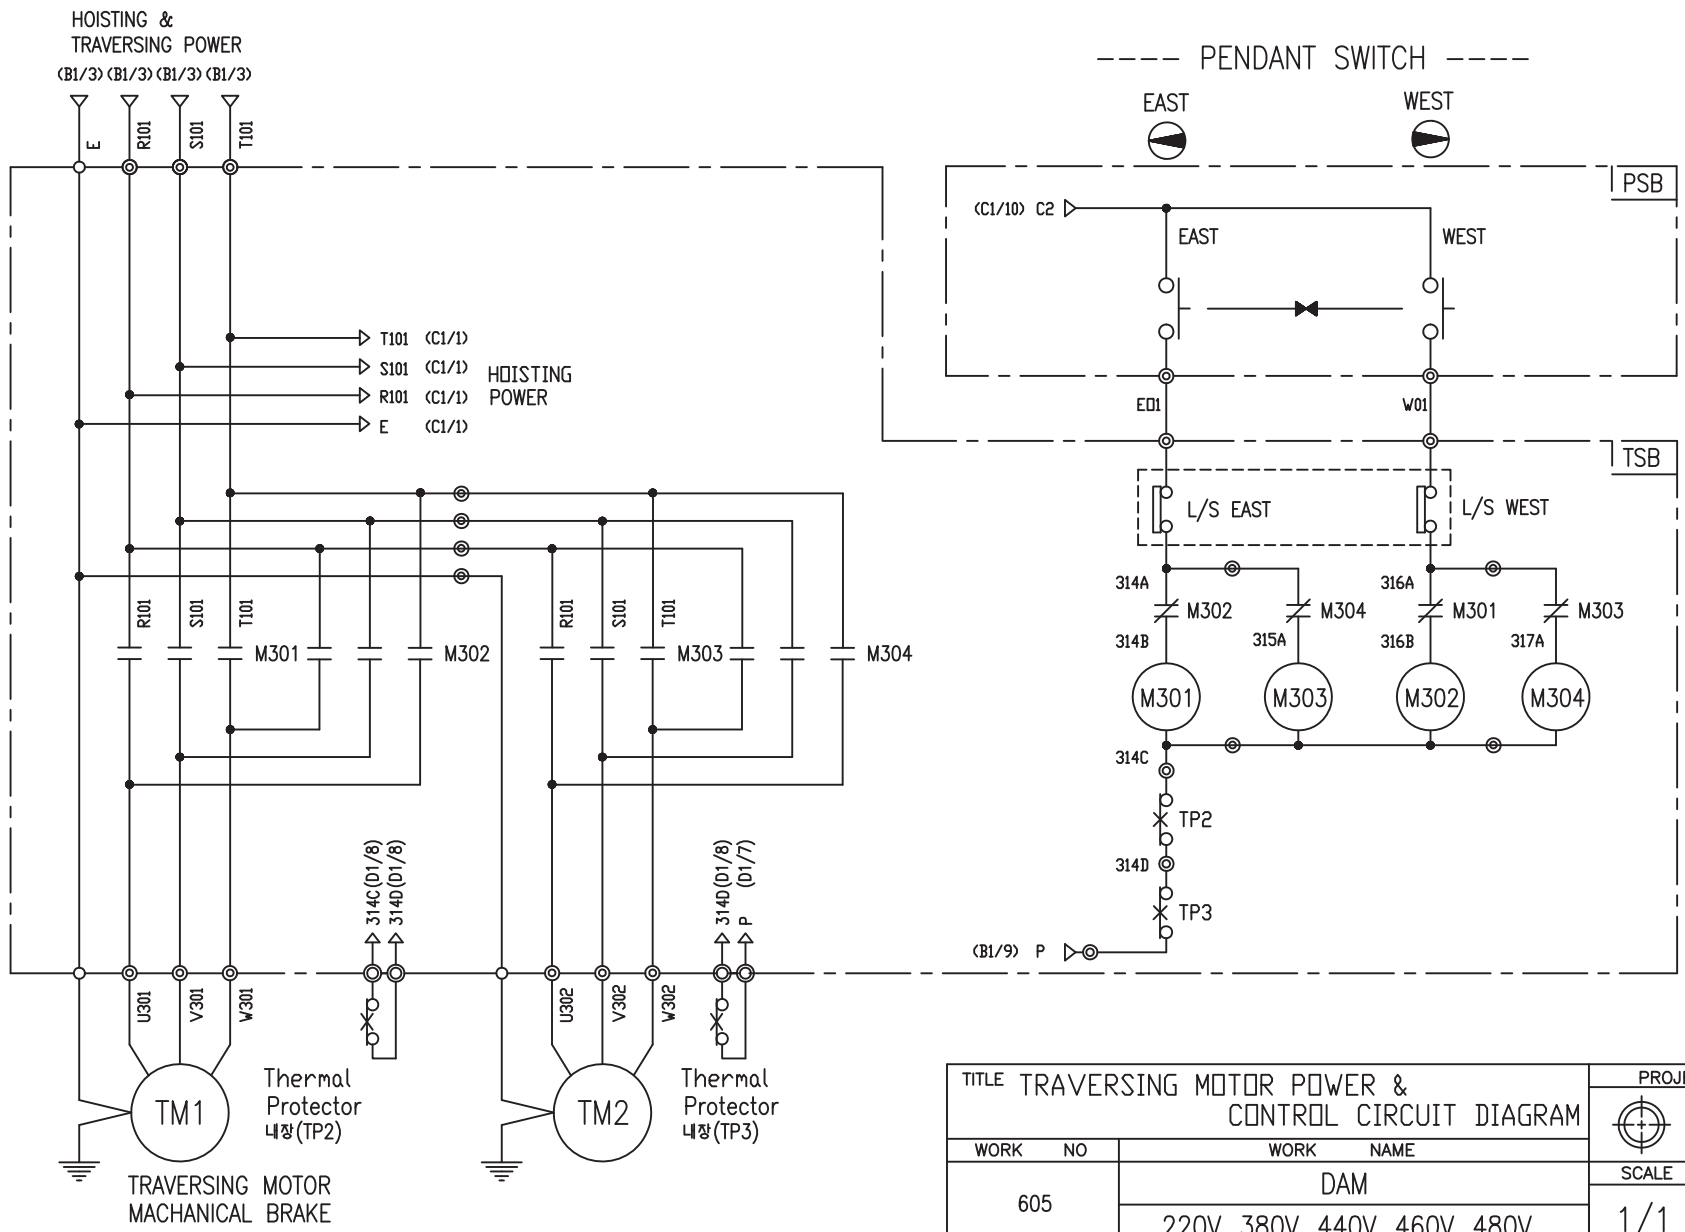 HOISTING &
TRAVERSING POWER
(B1/3) (B1/3) (B1/3) (B1/3)
E R101 S101 T101
---- PENDANT SWITCH ----
EAST WEST
PSB
(C1/10) C2
EAST WEST
T101 (C1/1)
S101 (C1/1)
R101 (C1/1)
E (C1/1)
HOISTING
POWER
E01 W01
TSB
L/S EAST L/S WEST
R101 S101 T101 R101 S101 T101
M301 M302 M303 M304
314A 316A
M302 M304 M301 M303
314B 315A 316B 317A
M301 M303 M302 M304
314C
TP2
314D
TP3
(B1/9) P
314C(D1/8)
314D(D1/8)
314D(D1/8)
P (D1/7)
U301 V301 W301 U302 V302 W302
TM1
Thermal
Protector
내장(TP2)
TM2
Thermal
Protector
내장(TP3)
TRAVERSING MOTOR
MACHANICAL BRAKE
TITLE TRAVERSING MOTOR POWER &
CONTROL CIRCUIT DIAGRAM
PROJE
WORK NO WORK NAME
SCALE
605
DAM
220V 380V 440V 460V 480V
1/1